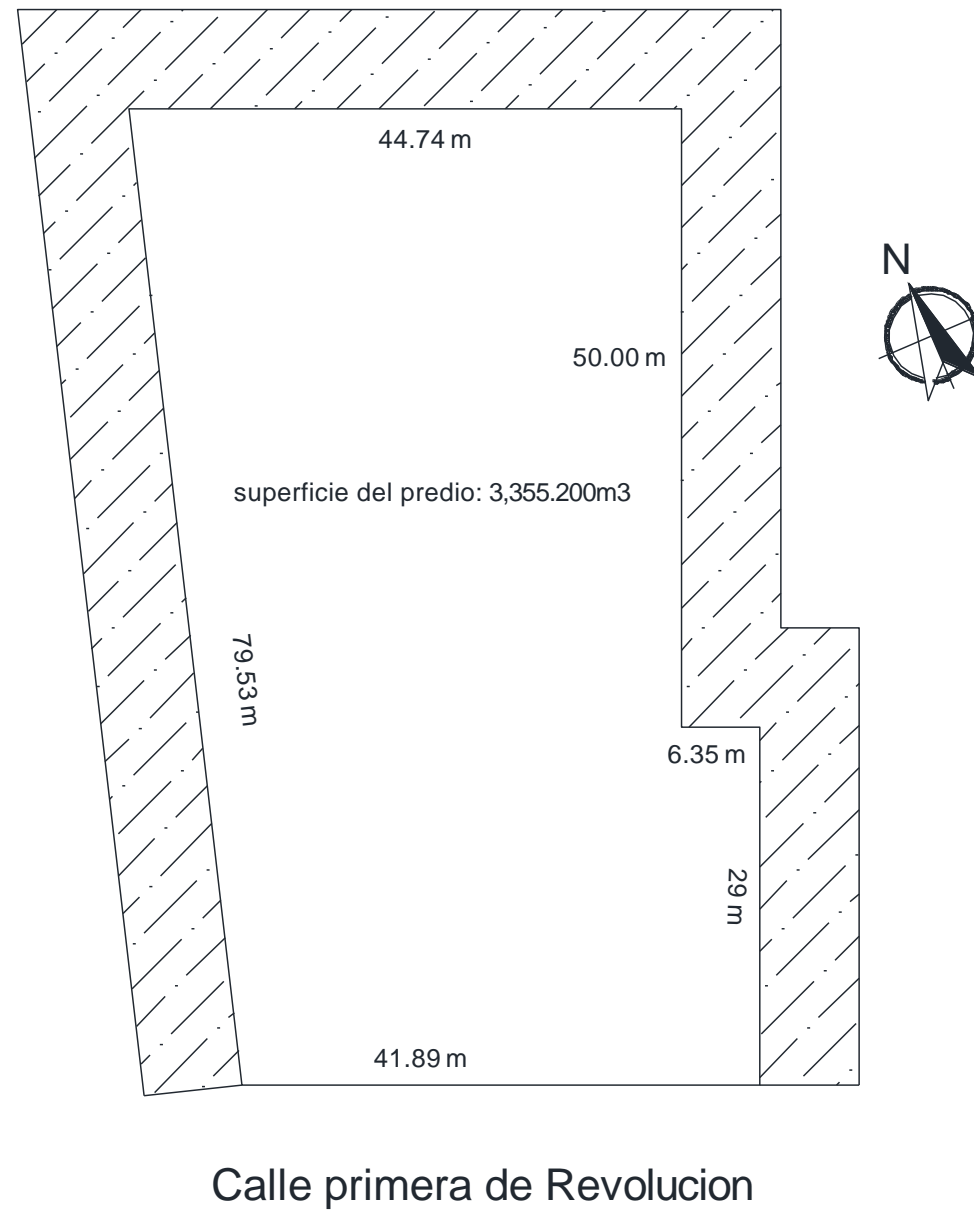 44.74 m
N
50.00 m
superficie del predio: 3,355.200m3
79.53 m
6.35 m
29 m
41.89 m
Calle primera de Revolucion